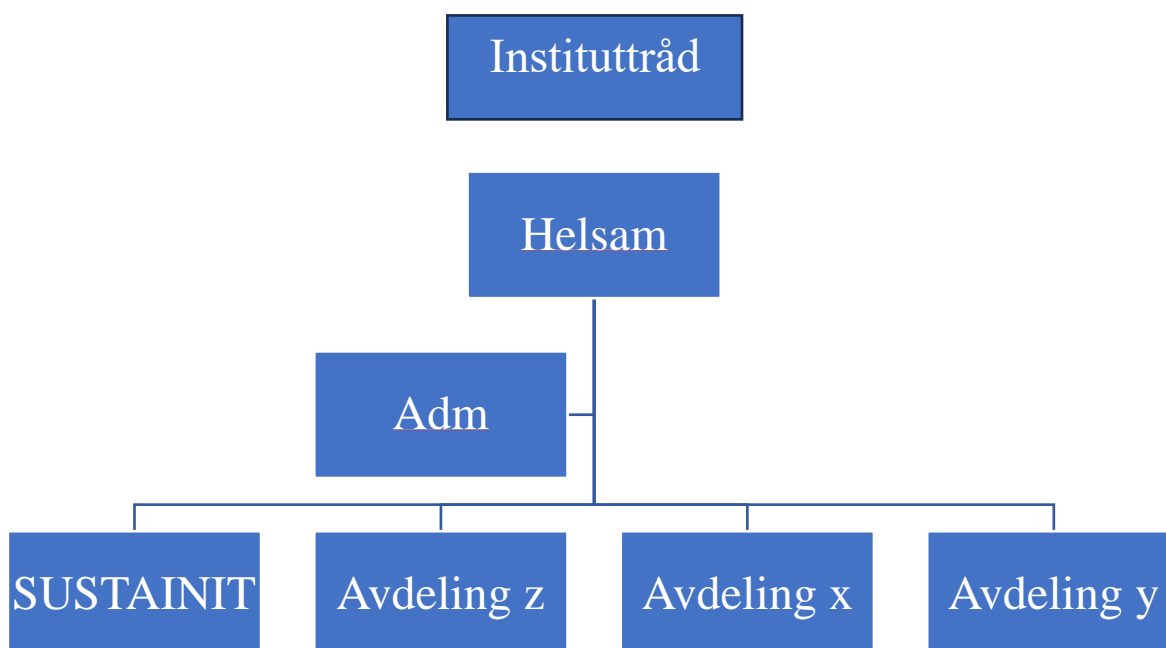 Instituttråd
Helsam
Adm
SUSTAINIT
Avdeling z
Avdeling x
Avdeling y